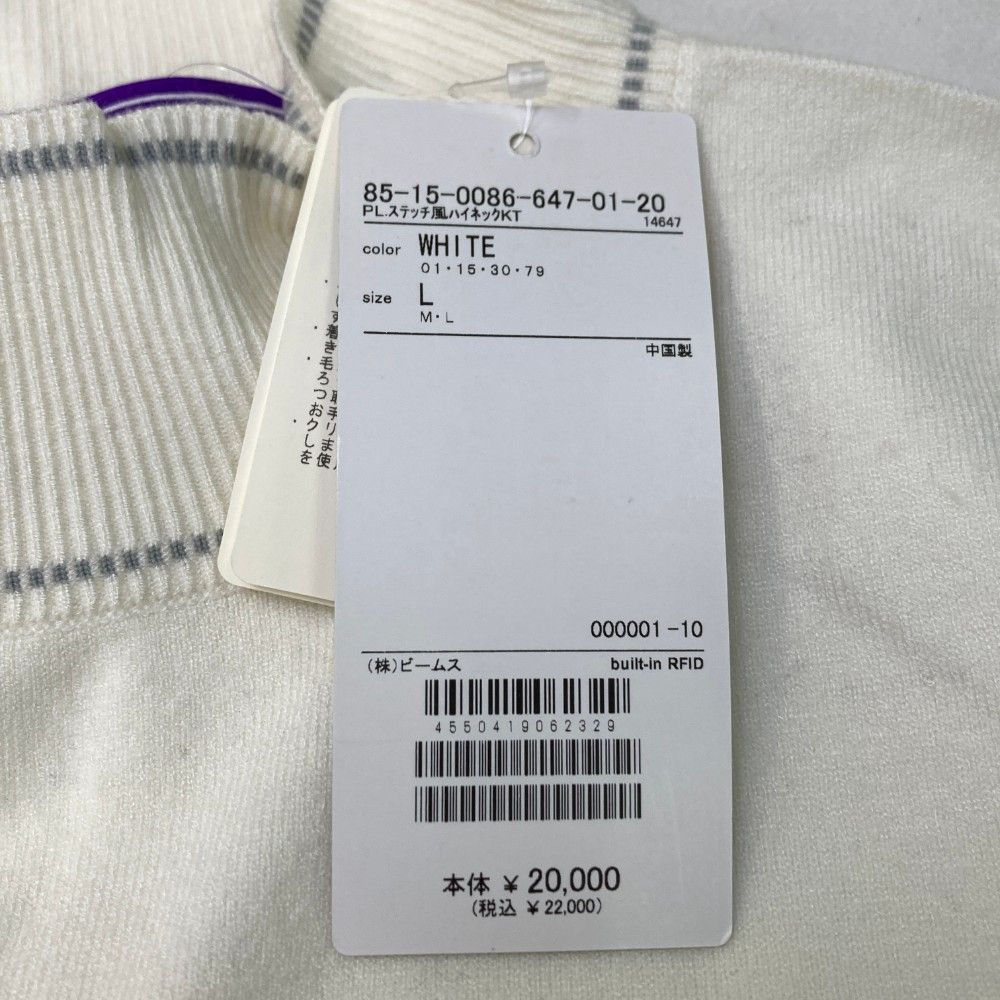 85-15-0086-647-01-20
PL.ステッチ風ハイネックKT
14647
color WHITE
01・15・30・79
size L
M・L
中国製
000001-10
(株)ビームス
built-in RFID
4550419062329
本体 ¥ 20,000
(税込 ¥ 22,000)